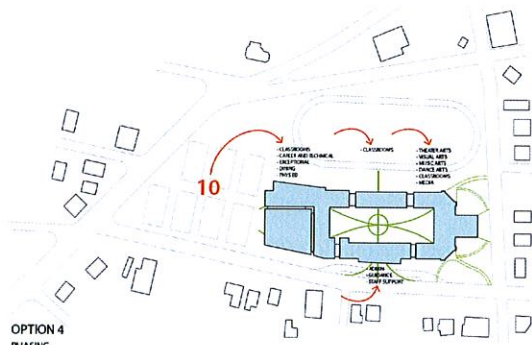 - CLASSROOMS
- CAREER AND TECHNICAL
- EXCEPTIONAL
- DINING
- PHYS ED
- CLASSROOMS
- THEATER ARTS
- VISUAL ARTS
- MUSIC ARTS
- DANCE ARTS
- CLASSROOMS
- MEDIA
10
- ADMIN
- GUIDANCE
- STAFF SUPPORT
OPTION 4
PHASING